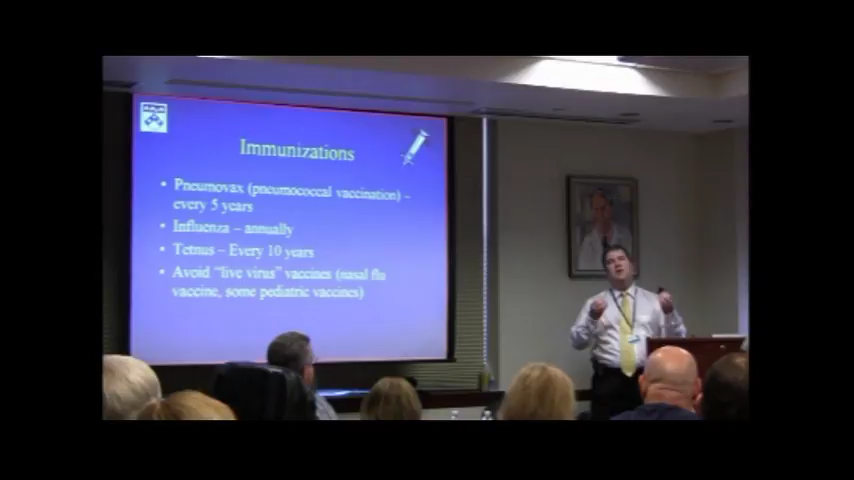 Immunizations
• Pneumovax (pneumococcal vaccination) –
every 5 years
• Influenza – annually
• Tetnus – Every 10 years
• Avoid "live virus" vaccines (nasal flu
vaccine, some pediatric vaccines)